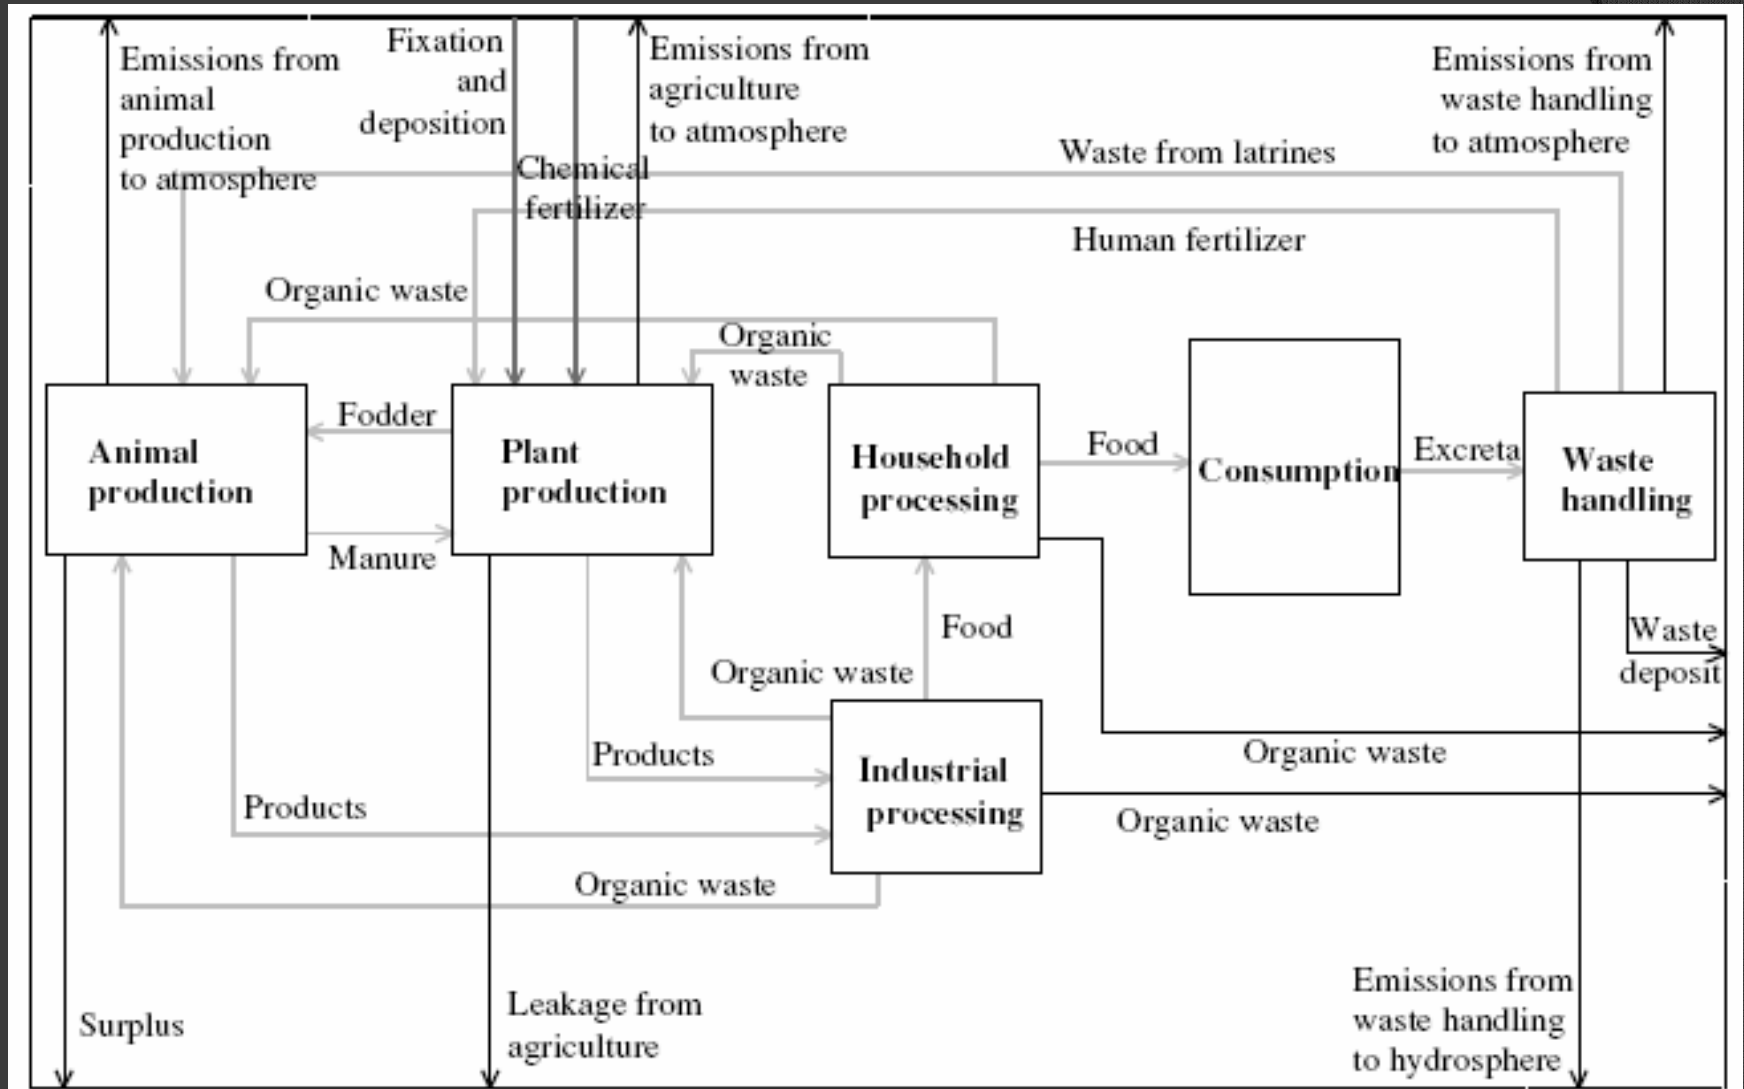 Emissions from
animal
production
to atmosphere
Fixation
and
deposition
Chemical
fertilizer
Emissions from
agriculture
to atmosphere
Emissions from
waste handling
to atmosphere
Waste from latrines
Human fertilizer
Organic waste
Organic
waste
Animal
production
Fodder
Manure
Plant
production
Household
processing
Food
Consumption
Excreta
Waste
handling
Food
Organic waste
Waste
deposit
Products
Industrial
processing
Organic waste
Products
Organic waste
Organic waste
Surplus
Leakage from
agriculture
Emissions from
waste handling
to hydrosphere